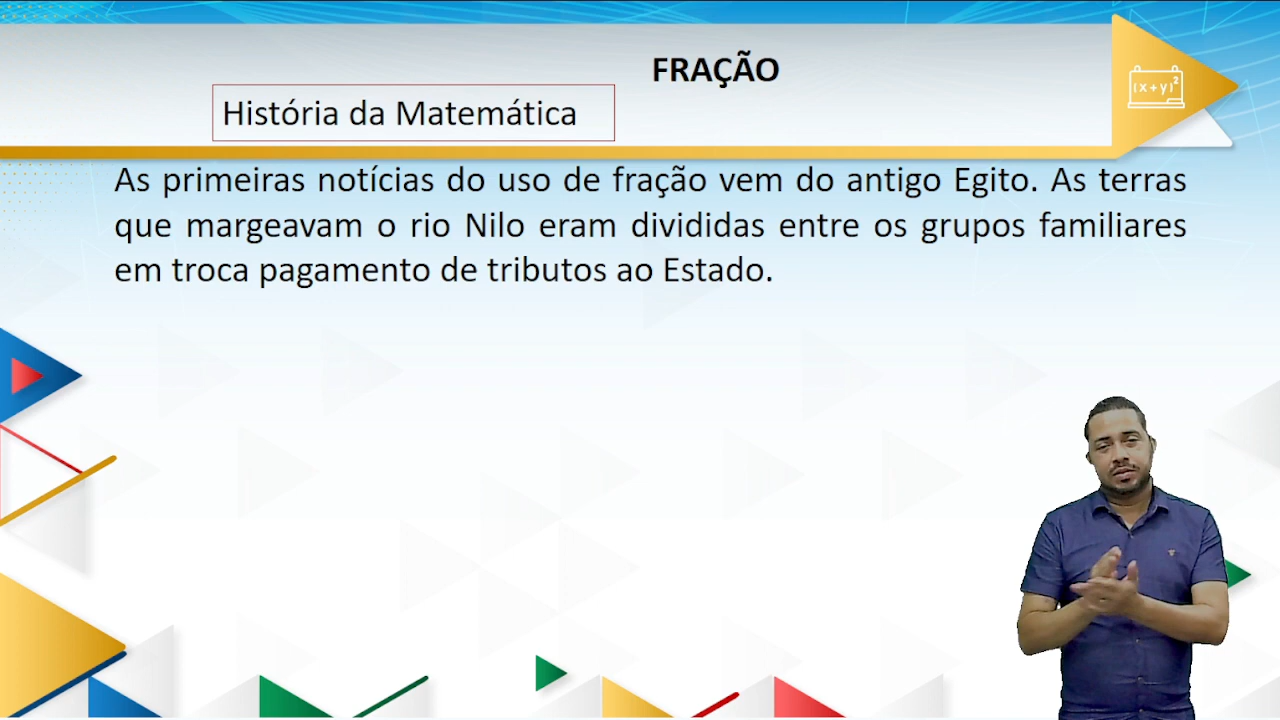 FRAÇÃO
História da Matemática
(x+y)²
As primeiras notícias do uso de fração vem do antigo Egito. As terras
que margeavam o rio Nilo eram divididas entre os grupos familiares
em troca pagamento de tributos ao Estado.